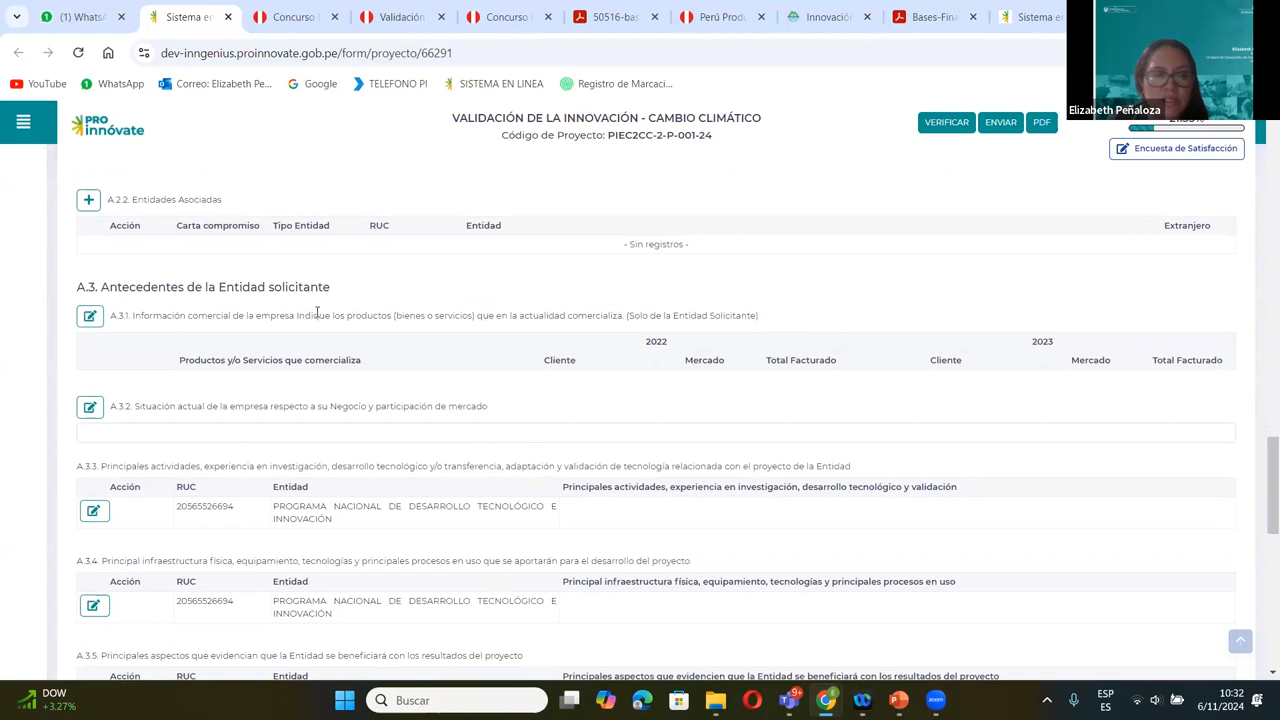 (1) WhatsA
Sistema er
Concurso
Validación
Concurso
50516-ba
Perú Prod
Innovació
Bases-Fina
Sistema en
dev-inngenius.proinnovate.gob.pe/form/proyecto/66291
YouTube
WhatsApp
Correo: Elizabeth Pe...
Google
TELEFONO PI
SISTEMA EN LINEA
Registro de Marcaci...
Elizabeth Peñaloza
PRO innóvate
VALIDACIÓN DE LA INNOVACIÓN - CAMBIO CLIMÁTICO
Código de Proyecto: PIEC2CC-2-P-001-24
VERIFICAR
ENVIAR
PDF
Encuesta de Satisfacción
A.2.2. Entidades Asociadas
Acción Carta compromiso Tipo Entidad RUC Entidad Extranjero
- Sin registros -
A.3. Antecedentes de la Entidad solicitante
A.3.1. Información comercial de la empresa Indique los productos (bienes o servicios) que en la actualidad comercializa. (Solo de la Entidad Solicitante)
2022 2023
Productos y/o Servicios que comercializa Cliente Mercado Total Facturado Cliente Mercado Total Facturado
A.3.2. Situación actual de la empresa respecto a su Negocio y participación de mercado
A.3.3. Principales actividades, experiencia en investigación, desarrollo tecnológico y/o transferencia, adaptación y validación de tecnología relacionada con el proyecto de la Entidad
Acción RUC Entidad Principales actividades, experiencia en investigación, desarrollo tecnológico y validación
20565526694 PROGRAMA NACIONAL DE DESARROLLO TECNOLÓGICO E
INNOVACIÓN
A.3.4. Principal infraestructura física, equipamiento, tecnologías y principales procesos en uso que se aportarán para el desarrollo del proyecto
Acción RUC Entidad Principal infraestructura física, equipamiento, tecnologías y principales procesos en uso
20565526694 PROGRAMA NACIONAL DE DESARROLLO TECNOLÓGICO E
INNOVACIÓN
A.3.5. Principales aspectos que evidencian que la Entidad se beneficiará con los resultados del proyecto
Acción RUC Entidad Principales aspectos que evidencian que la Entidad se beneficiará con los resultados del proyecto
DOW
+3.27%
Buscar
9+
ESP
ES
10:32
6/11/2024